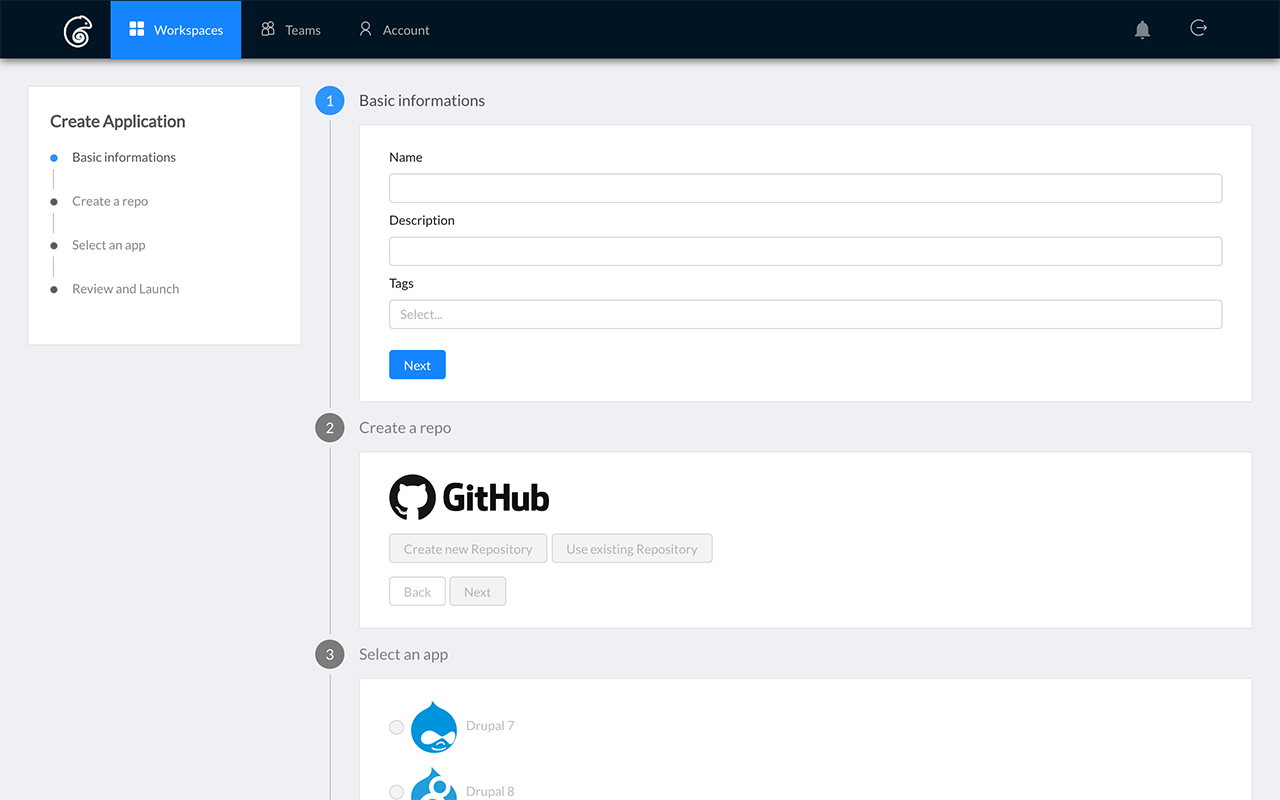 Workspaces
Teams
Account
Create Application
Basic informations
Create a repo
Select an app
Review and Launch
1 Basic informations
Name
Description
Tags
Select...
Next
2 Create a repo
GitHub
Create new Repository Use existing Repository
Back Next
3 Select an app
Drupal 7
Drupal 8